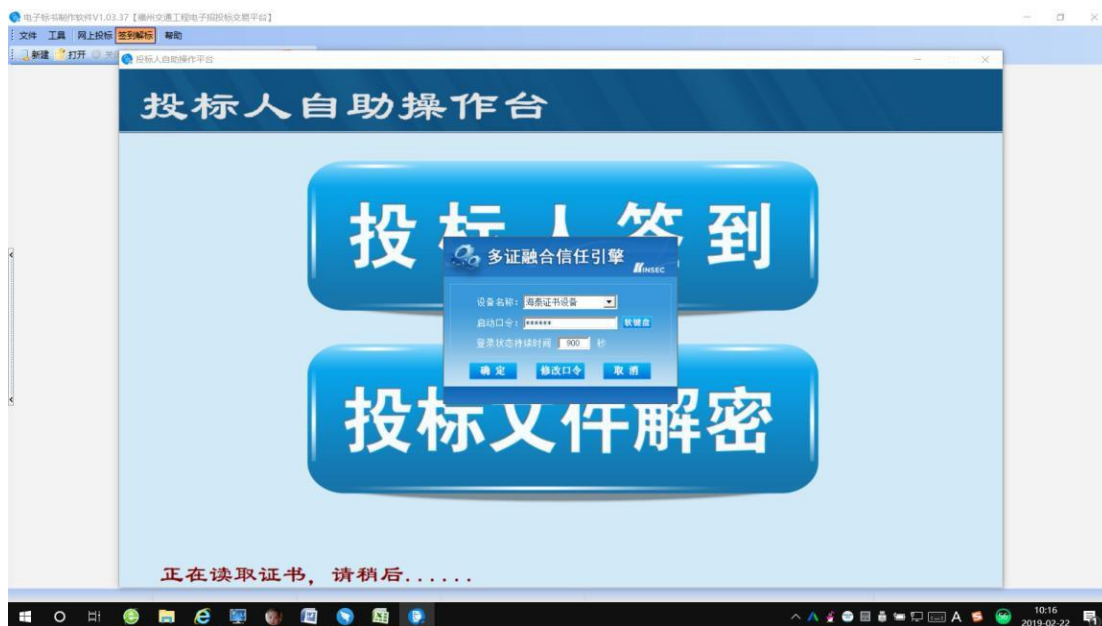 电子标书制作软件V1.03.37【福州交通工程电子招投标交易平台】
文件 工具 网上投标 签到解标 帮助
新建 打开
投标人自助操作平台
投标人自助操作台
投标人签到
多证融合信任引擎
KINSEC
设备名称: 海泰证书设备
启动口令: ****** 软键盘
登录状态持续时间 900 秒
确定 修改口令 取消
投标文件解密
正在读取证书，请稍后......
A 66 10:16
2019-02-22